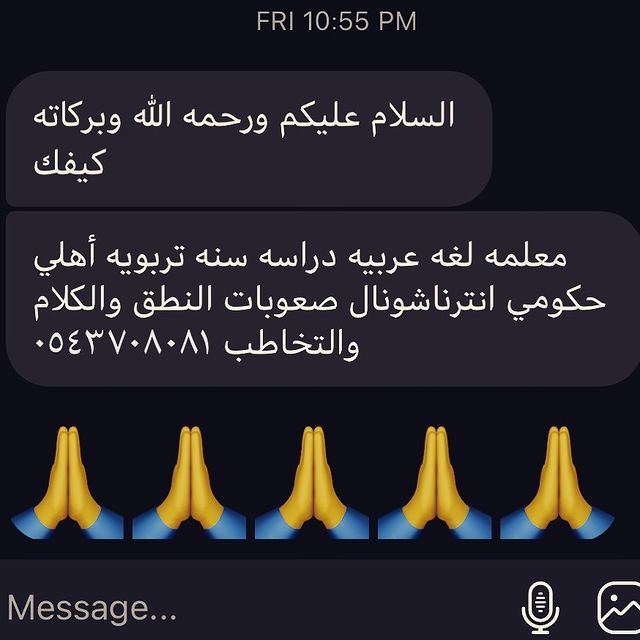 FRI 10:55 PM
السلام عليكم ورحمه الله وبركاته
كيفك
معلمه لغه عربيه دراسه سنه تربويه أهلي
حكومي انترناشونال صعوبات النطق والكلام
والتخاطب ٠٥٤٣٧٠٨٠٨١
🙏🙏🙏🙏🙏
Message...